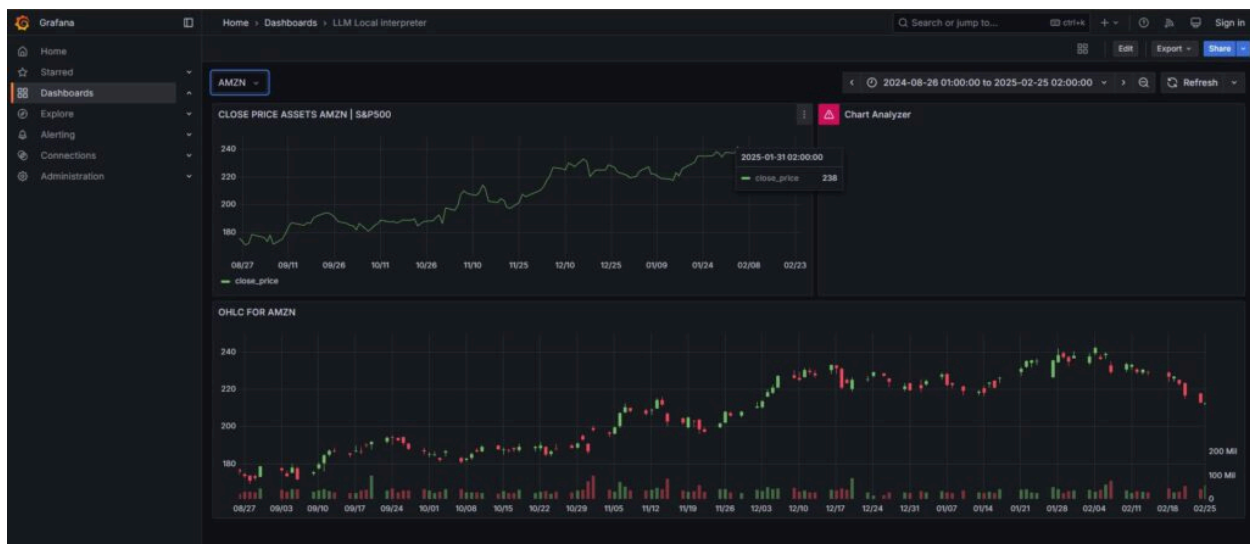 Grafana
Home › Dashboards › LLM Local interpreter
Search or jump to...
ctrl+k
Sign in
Home
Starred
Dashboards
Explore
Alerting
Connections
Administration
Edit
Export
Share
AMZN
2024-08-26 01:00:00 to 2025-02-25 02:00:00
Refresh
CLOSE PRICE ASSETS AMZN | S&P500
240
220
200
180
08/27 09/11 09/26 10/11 10/26 11/10 11/25 12/10 12/25 01/09 01/24 02/08 02/23
close_price
2025-01-31 02:00:00
close_price 238
Chart Analyzer
OHLC FOR AMZN
240
220
200
180
200 Mil
100 Mil
0
08/27 09/03 09/10 09/17 09/24 10/01 10/08 10/15 10/22 10/29 11/05 11/12 11/19 11/26 12/03 12/10 12/17 12/24 12/31 01/07 01/14 01/21 01/28 02/04 02/11 02/18 02/25